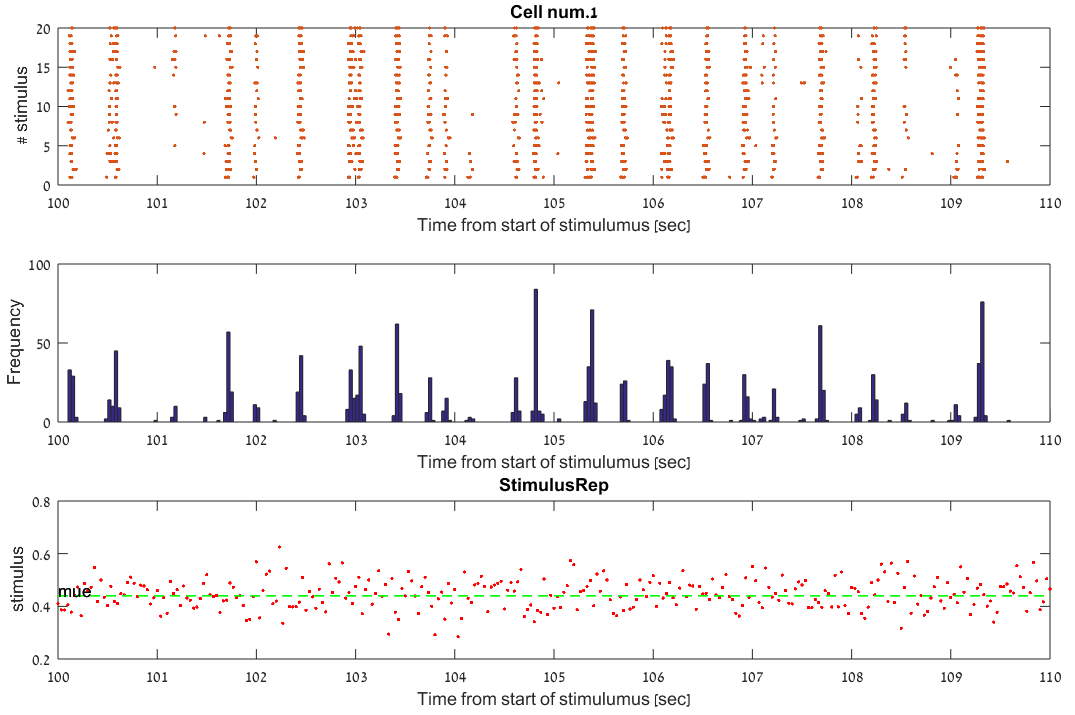 Cell num.1
20
15
10
5
0
# stimulus
100 101 102 103 104 105 106 107 108 109 110
Time from start of stimulumus [sec]
100
50
0
Frequency
100 101 102 103 104 105 106 107 108 109 110
Time from start of stimulumus [sec]
StimulusRep
0.8
0.6
0.4
0.2
stimulus
mue
100 101 102 103 104 105 106 107 108 109 110
Time from start of stimulumus [sec]